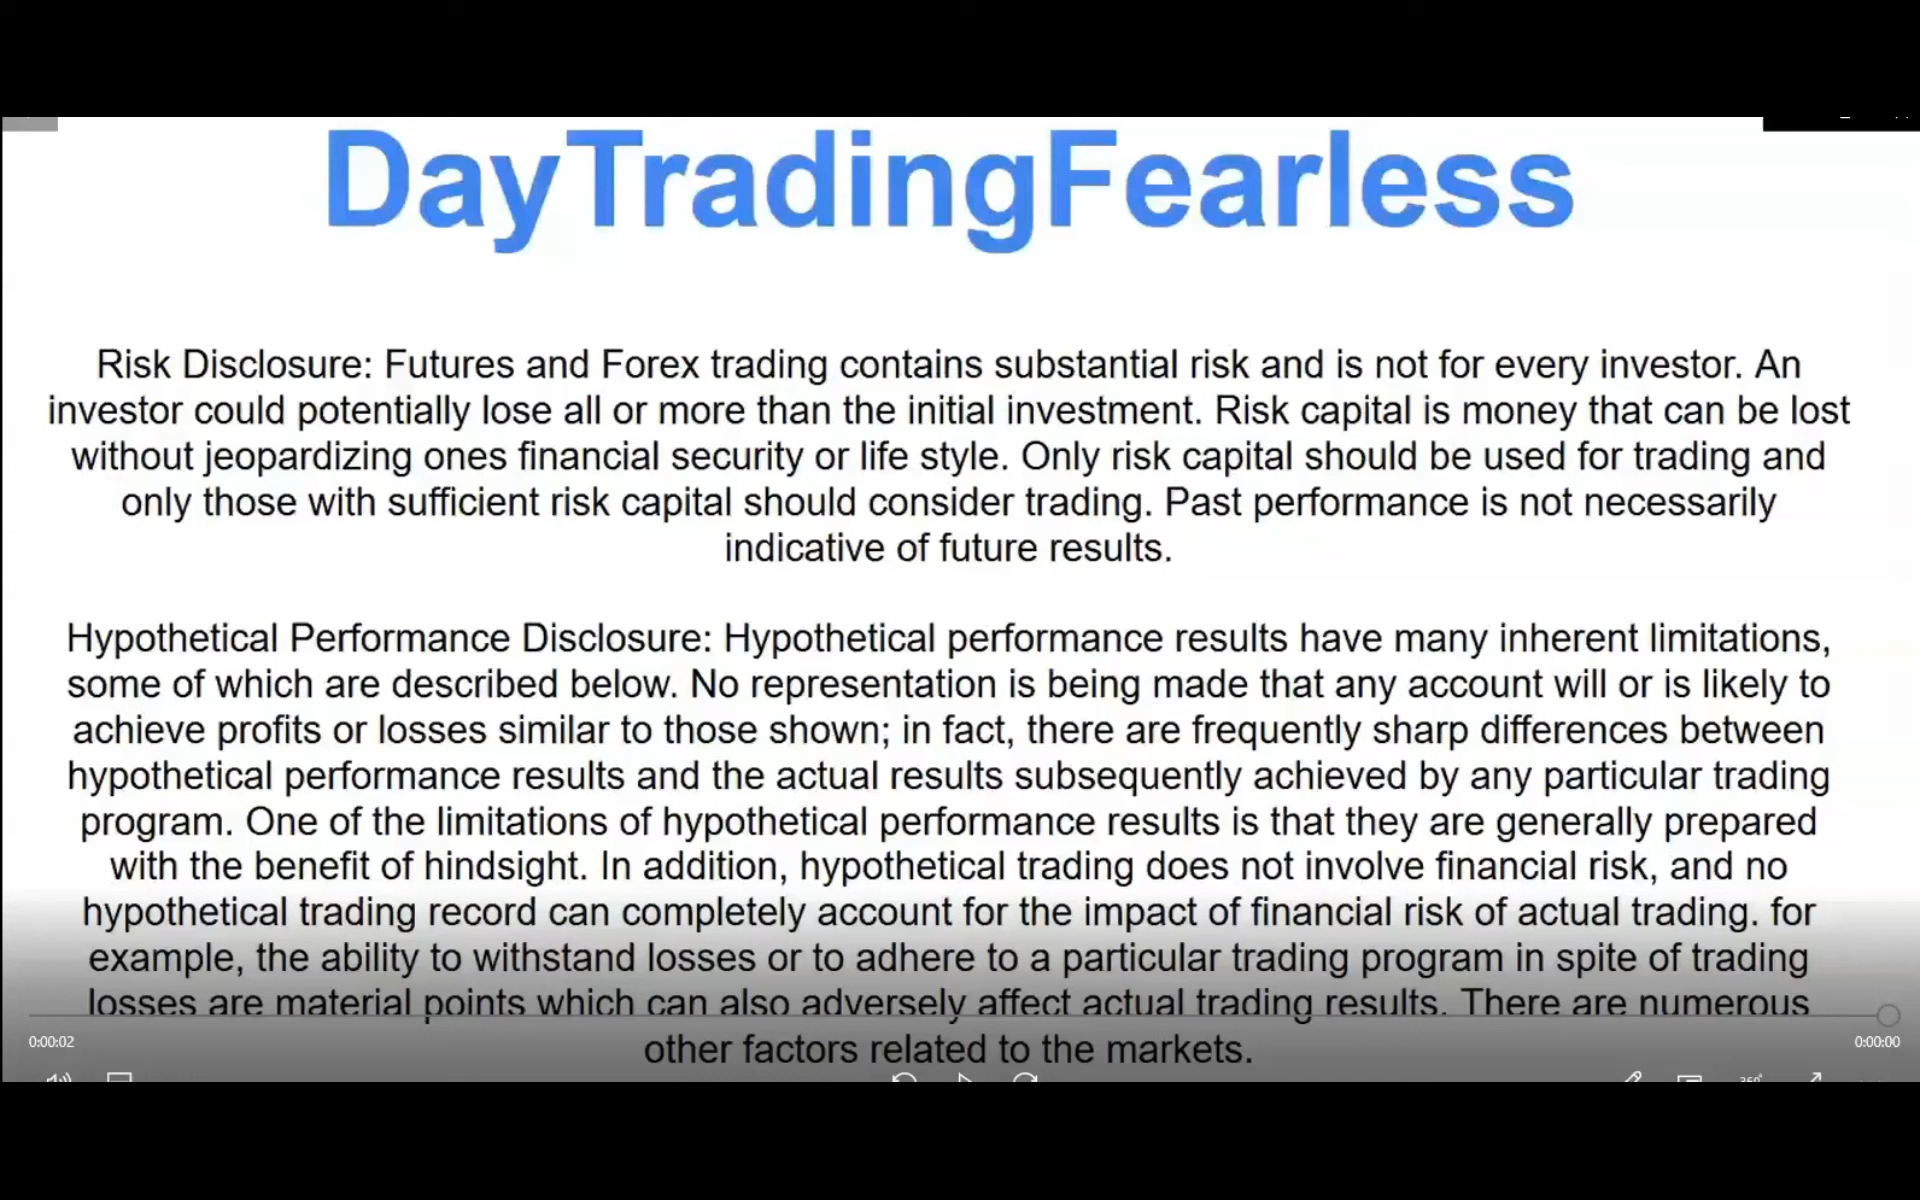 DayTradingFearless
Risk Disclosure: Futures and Forex trading contains substantial risk and is not for every investor. An
investor could potentially lose all or more than the initial investment. Risk capital is money that can be lost
without jeopardizing ones financial security or life style. Only risk capital should be used for trading and
only those with sufficient risk capital should consider trading. Past performance is not necessarily
indicative of future results.
Hypothetical Performance Disclosure: Hypothetical performance results have many inherent limitations,
some of which are described below. No representation is being made that any account will or is likely to
achieve profits or losses similar to those shown; in fact, there are frequently sharp differences between
hypothetical performance results and the actual results subsequently achieved by any particular trading
program. One of the limitations of hypothetical performance results is that they are generally prepared
with the benefit of hindsight. In addition, hypothetical trading does not involve financial risk, and no
hypothetical trading record can completely account for the impact of financial risk of actual trading. for
example, the ability to withstand losses or to adhere to a particular trading program in spite of trading
losses are material points which can also adversely affect actual trading results. There are numerous
other factors related to the markets.
0:00:02
0:00:00